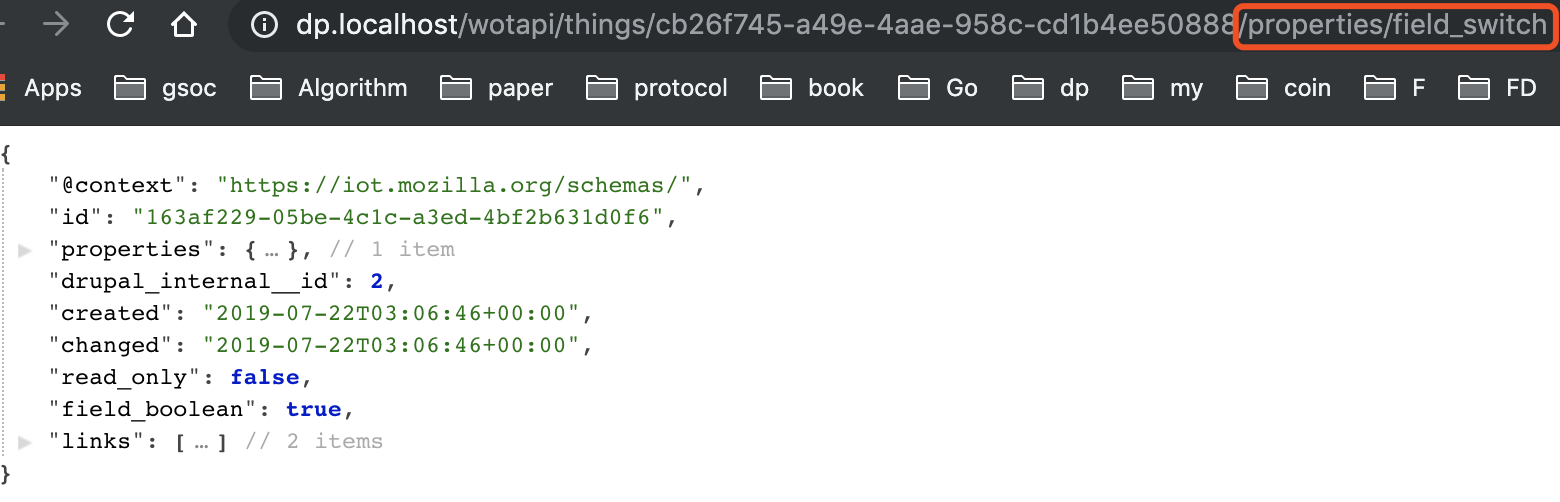 dp.localhost/wotapi/things/cb26f745-a49e-4aae-958c-cd1b4ee50888/properties/field_switch
Apps gsoc Algorithm paper protocol book Go dp my coin F FD
{
"@context": "https://iot.mozilla.org/schemas/",
"id": "163af229-05be-4c1c-a3ed-4bf2b631d0f6",
"properties": { … }, // 1 item
"drupal_internal__id": 2,
"created": "2019-07-22T03:06:46+00:00",
"changed": "2019-07-22T03:06:46+00:00",
"read_only": false,
"field_boolean": true,
"links": [ … ] // 2 items
}